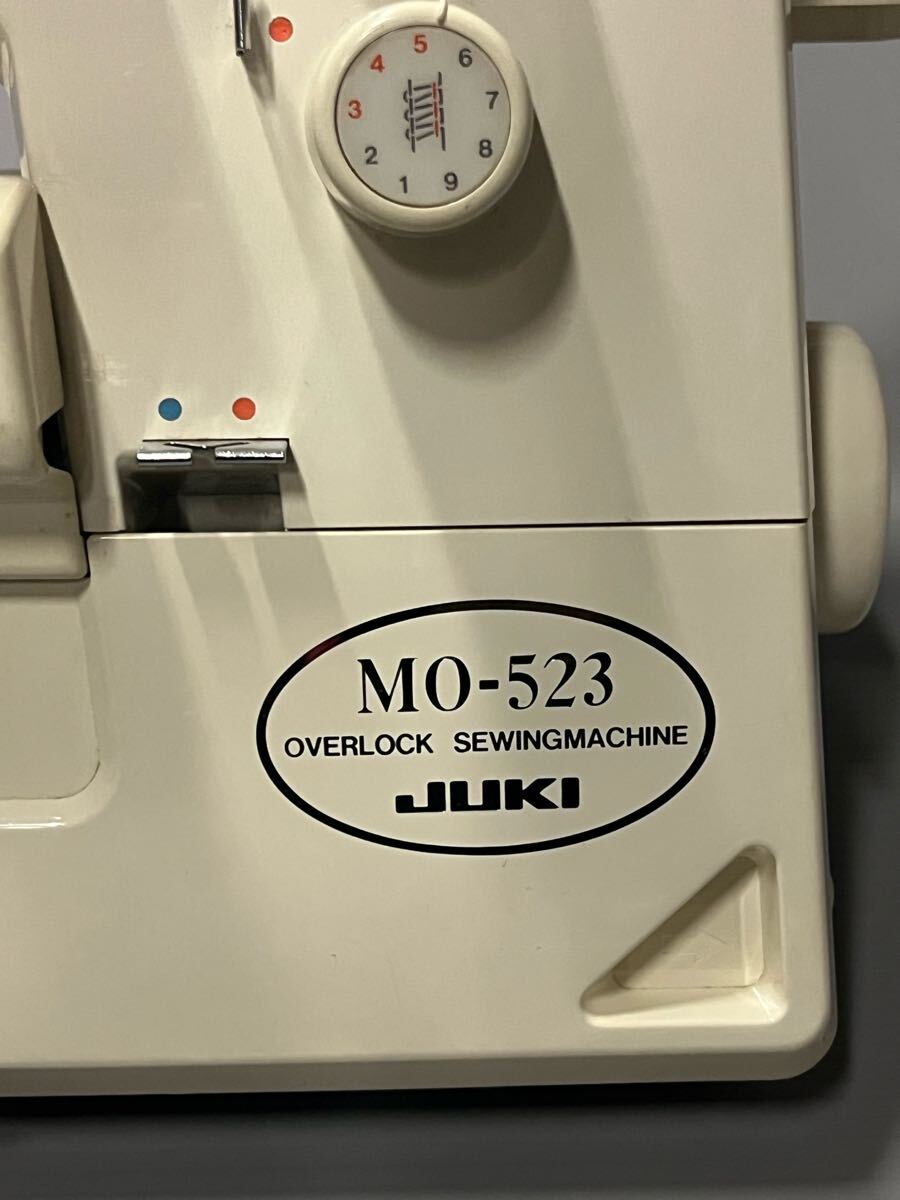 5
4 6
3 7
2 8
1 9
MO-523
OVERLOCK SEWINGMACHINE
JUKI